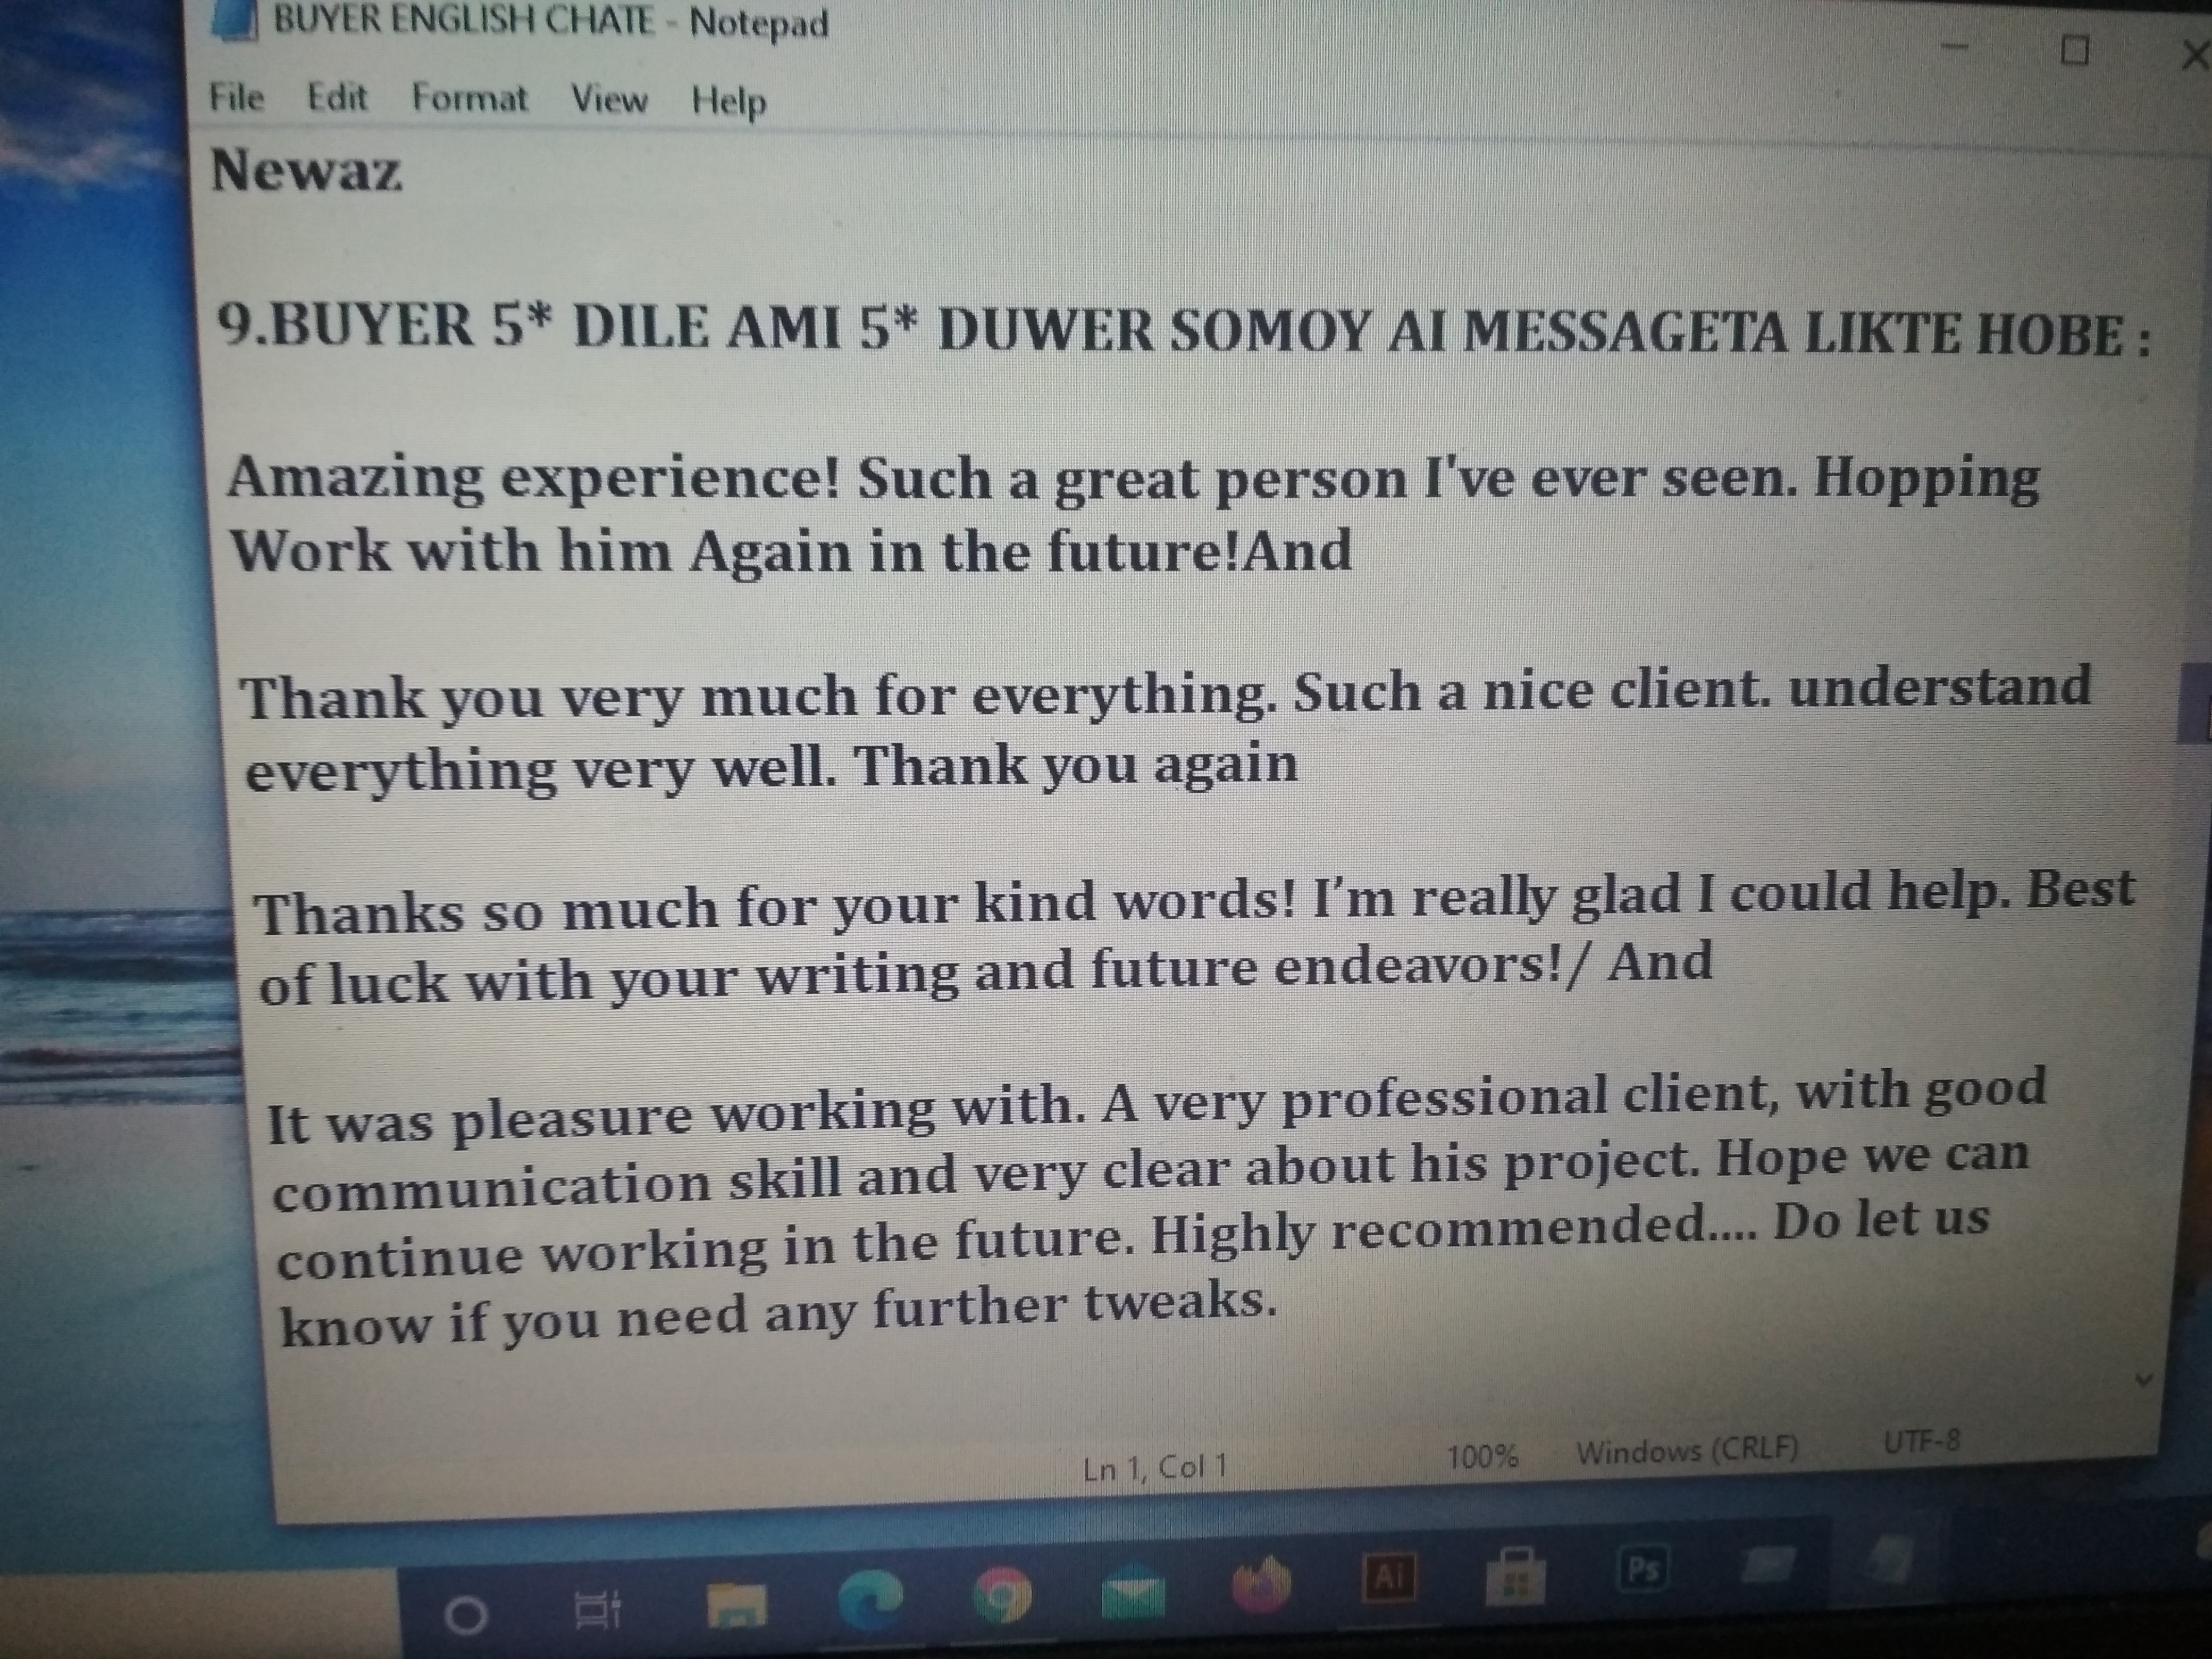 BUYER ENGLISH CHATE - Notepad
File Edit Format View Help
Newaz
9.BUYER 5* DILE AMI 5* DUWER SOMOY AI MESSAGETA LIKTE HOBE :
Amazing experience! Such a great person I've ever seen. Hopping
Work with him Again in the future!And
Thank you very much for everything. Such a nice client. understand
everything very well. Thank you again
Thanks so much for your kind words! I'm really glad I could help. Best
of luck with your writing and future endeavors!/ And
It was pleasure working with. A very professional client, with good
communication skill and very clear about his project. Hope we can
continue working in the future. Highly recommended.... Do let us
know if you need any further tweaks.
Ln 1, Col 1 100% Windows (CRLF) UTF-8
Ai Ps